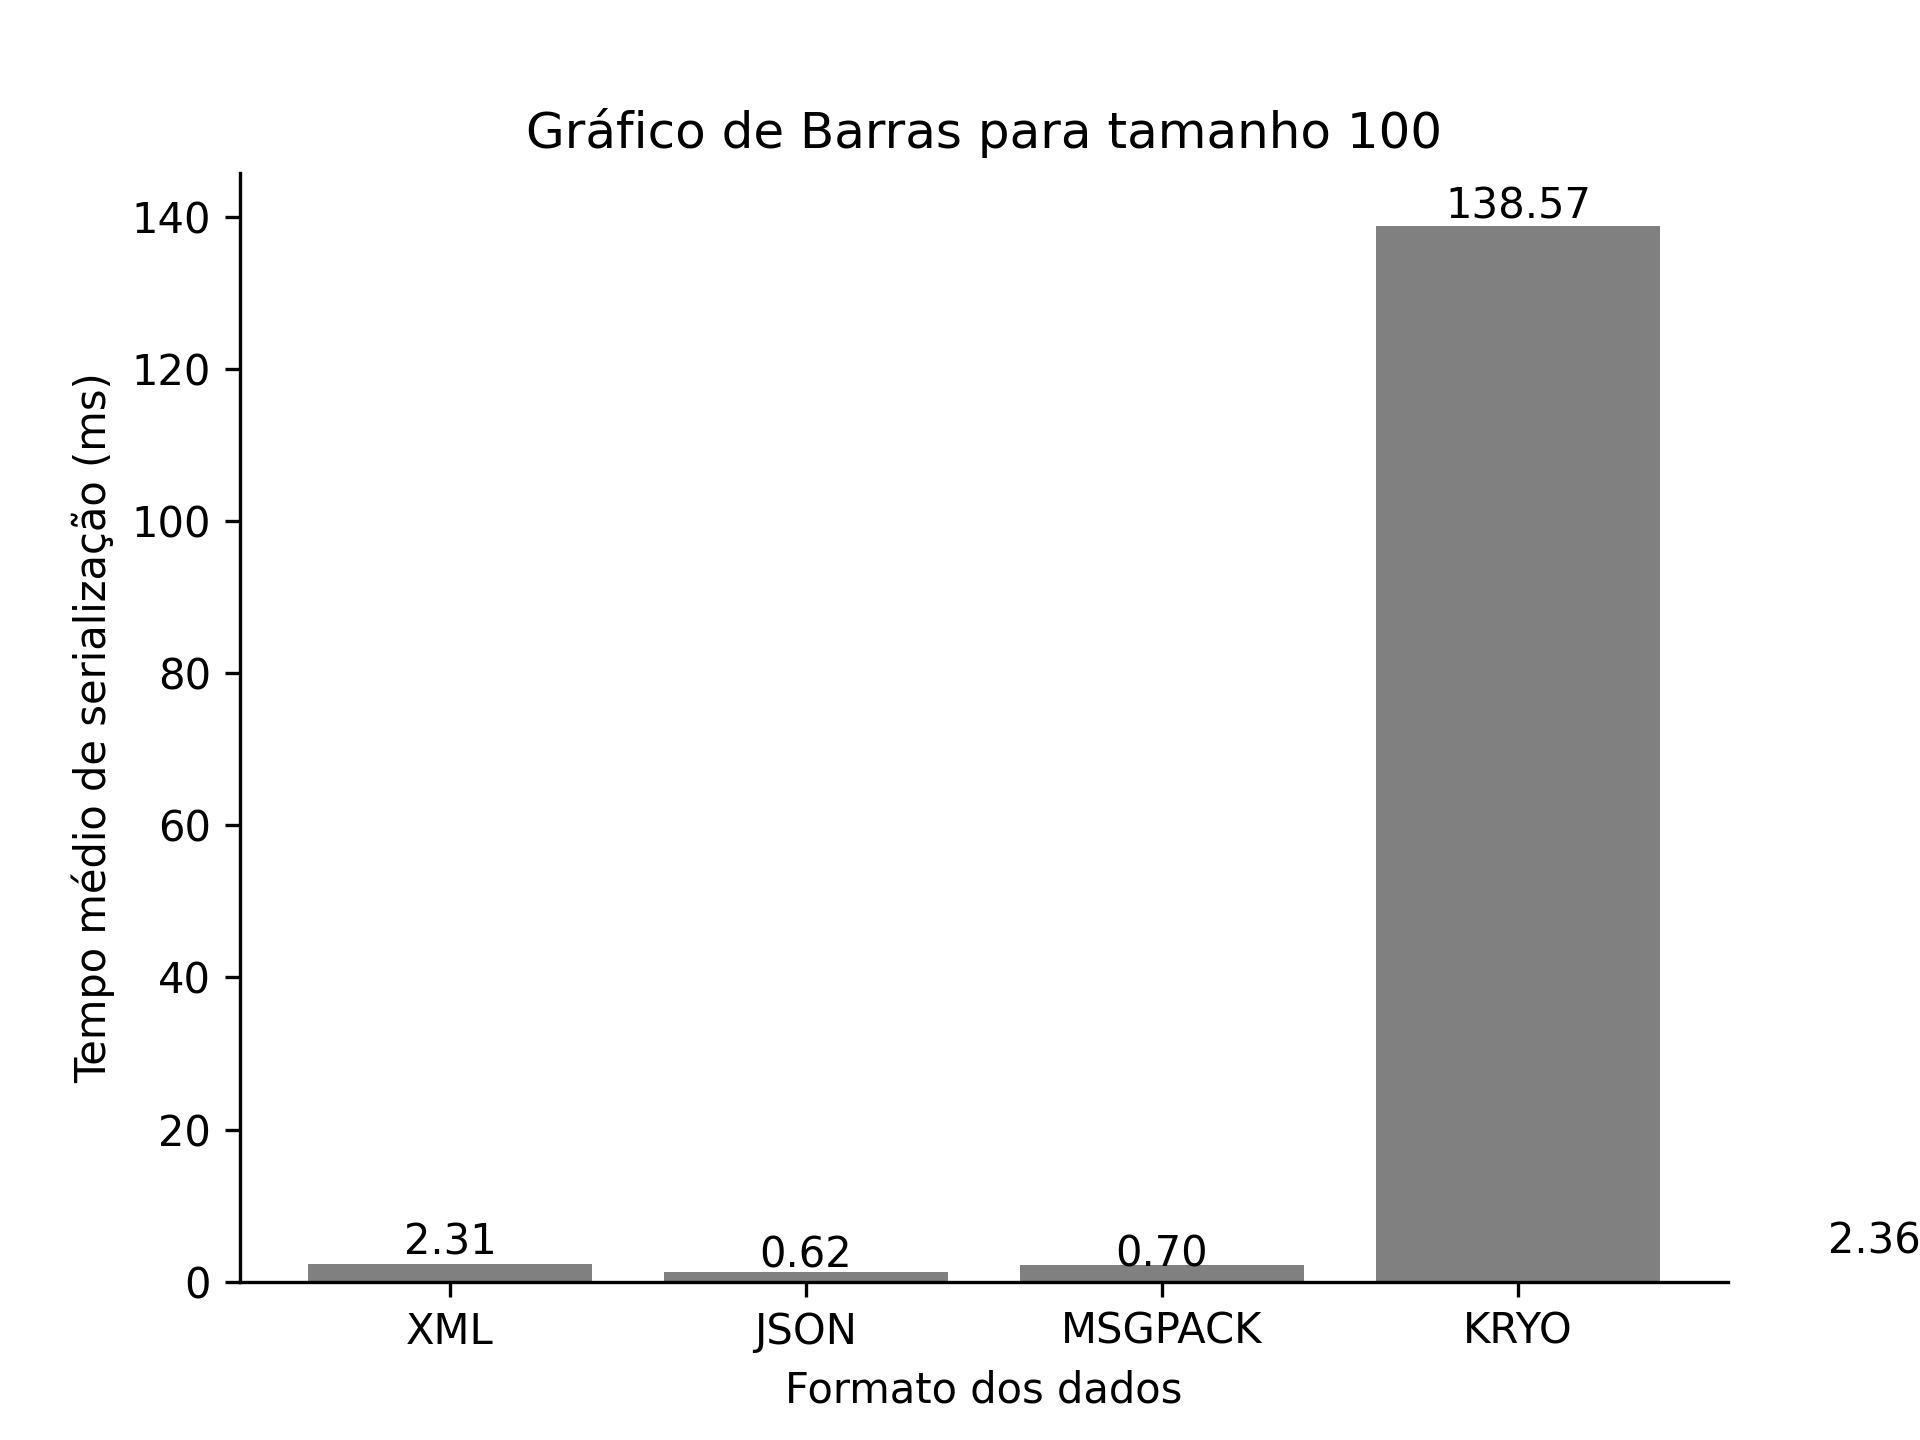 Gráfico de Barras para tamanho 100
Tempo médio de serialização (ms)
140
120
100
80
60
40
20
0
138.57
2.31
0.62
0.70
2.36
XML
JSON
MSGPACK
KRYO
Formato dos dados